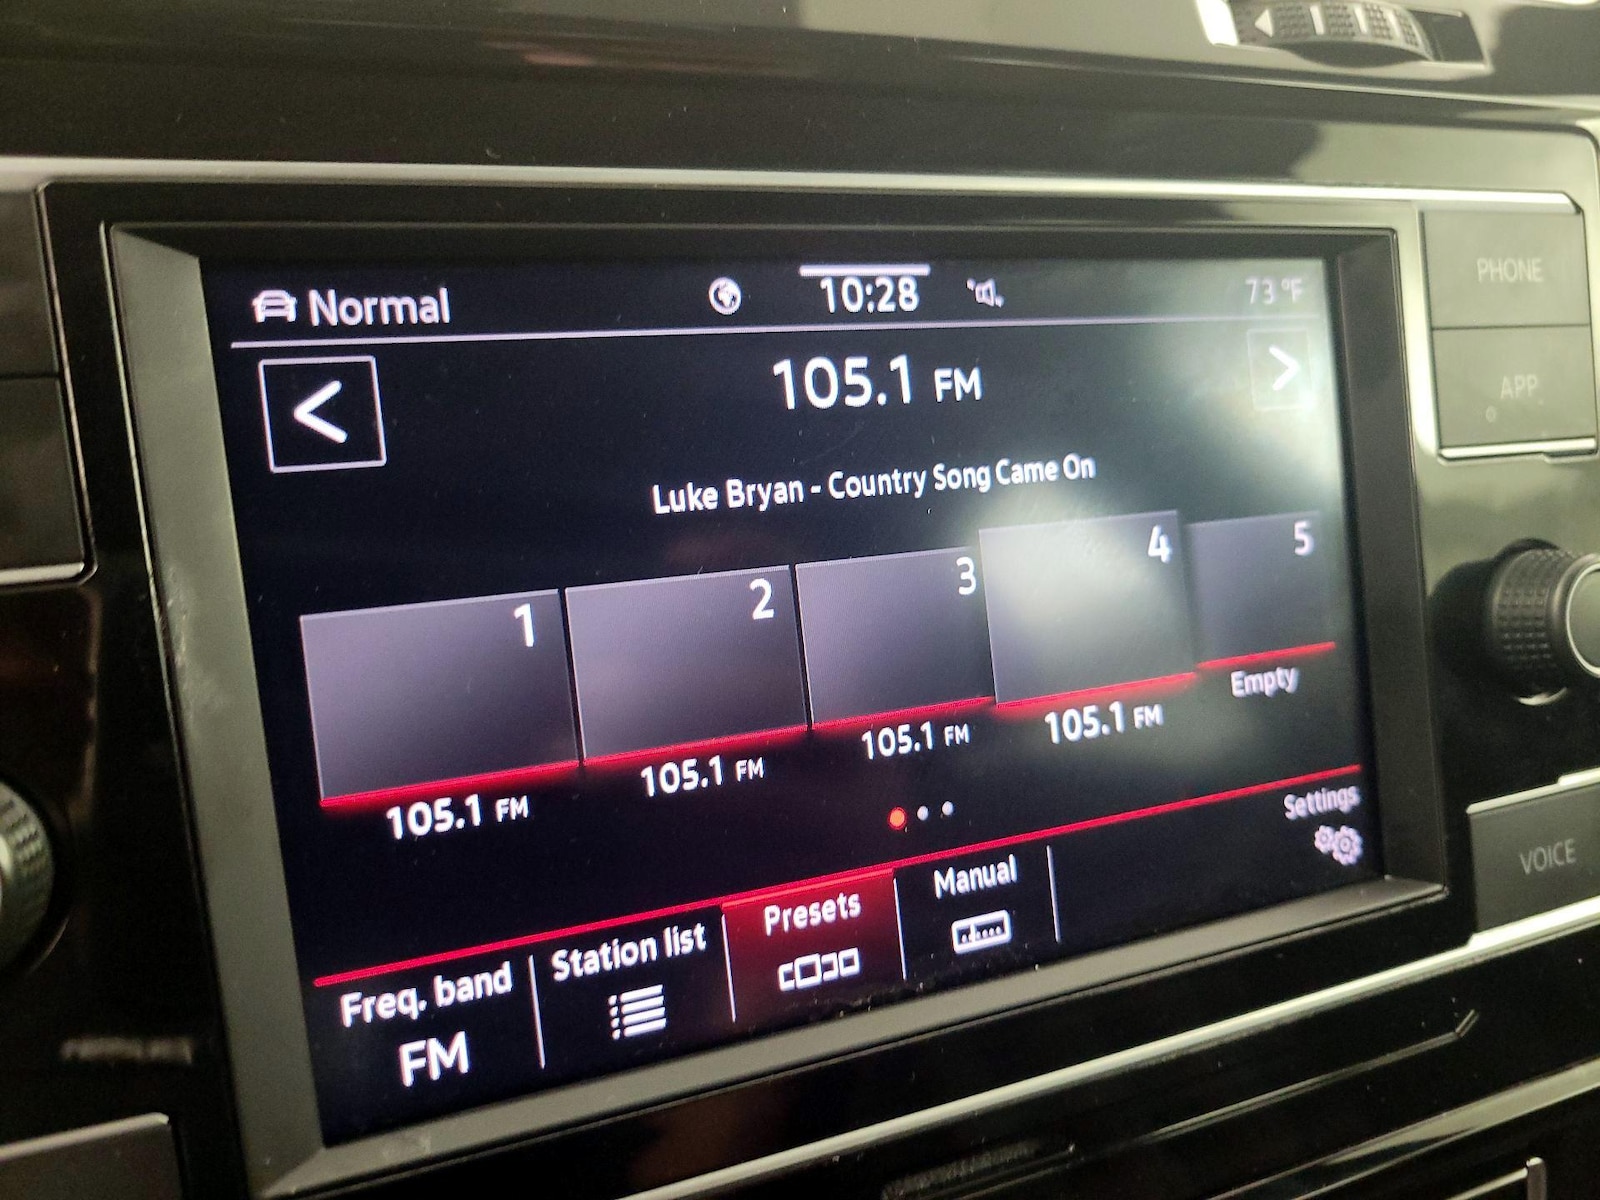 Normal 10:28 73 °F
PHONE
105.1 FM
APP
Luke Bryan - Country Song Came On
1 2 3 4 5
105.1 FM 105.1 FM 105.1 FM 105.1 FM Empty
Settings
VOICE
Freq. band Station list Presets Manual
FM